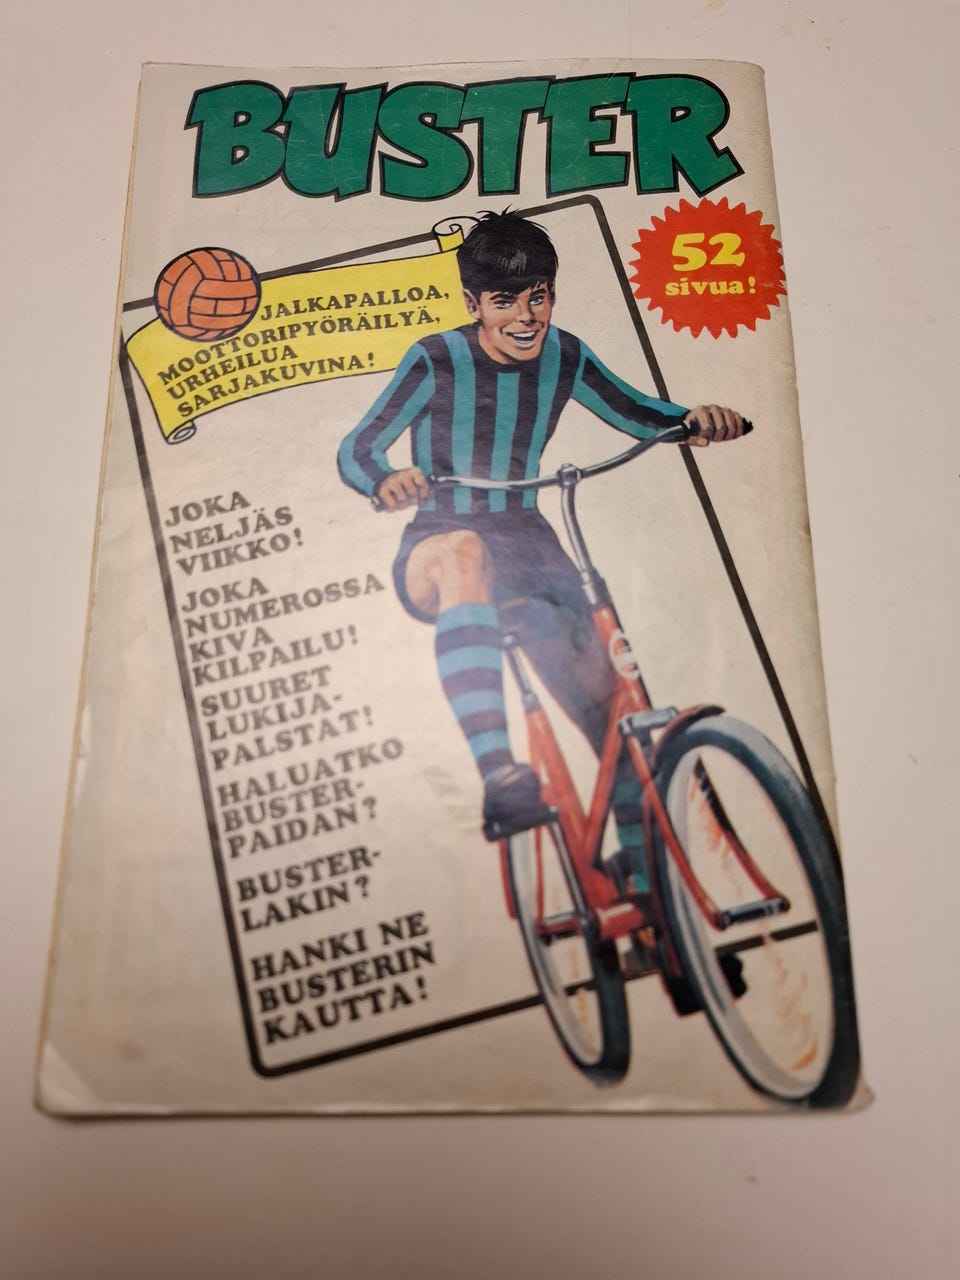 BUSTER
52
sivua!
JALKAPALLOA,
MOOTTORIPYÖRÄILYÄ,
URHEILUA
SARJAKUVINA!
JOKA
NELJÄS
VIIKKO!
JOKA
NUMEROSSA
KIVA
KILPAILU!
SUURET
LUKIJA-
PALSTAT!
HALUATKO
BUSTER-
PAIDAN?
BUSTER-
LAKIN?
HANKI NE
BUSTERIN
KAUTTA!